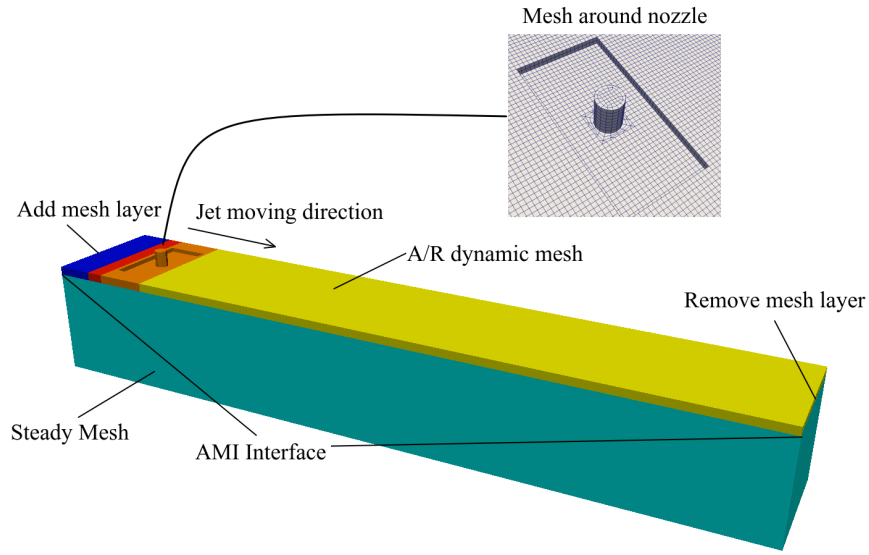 Mesh around nozzle
Add mesh layer
Jet moving direction
A/R dynamic mesh
Remove mesh layer
Steady Mesh
AMI Interface